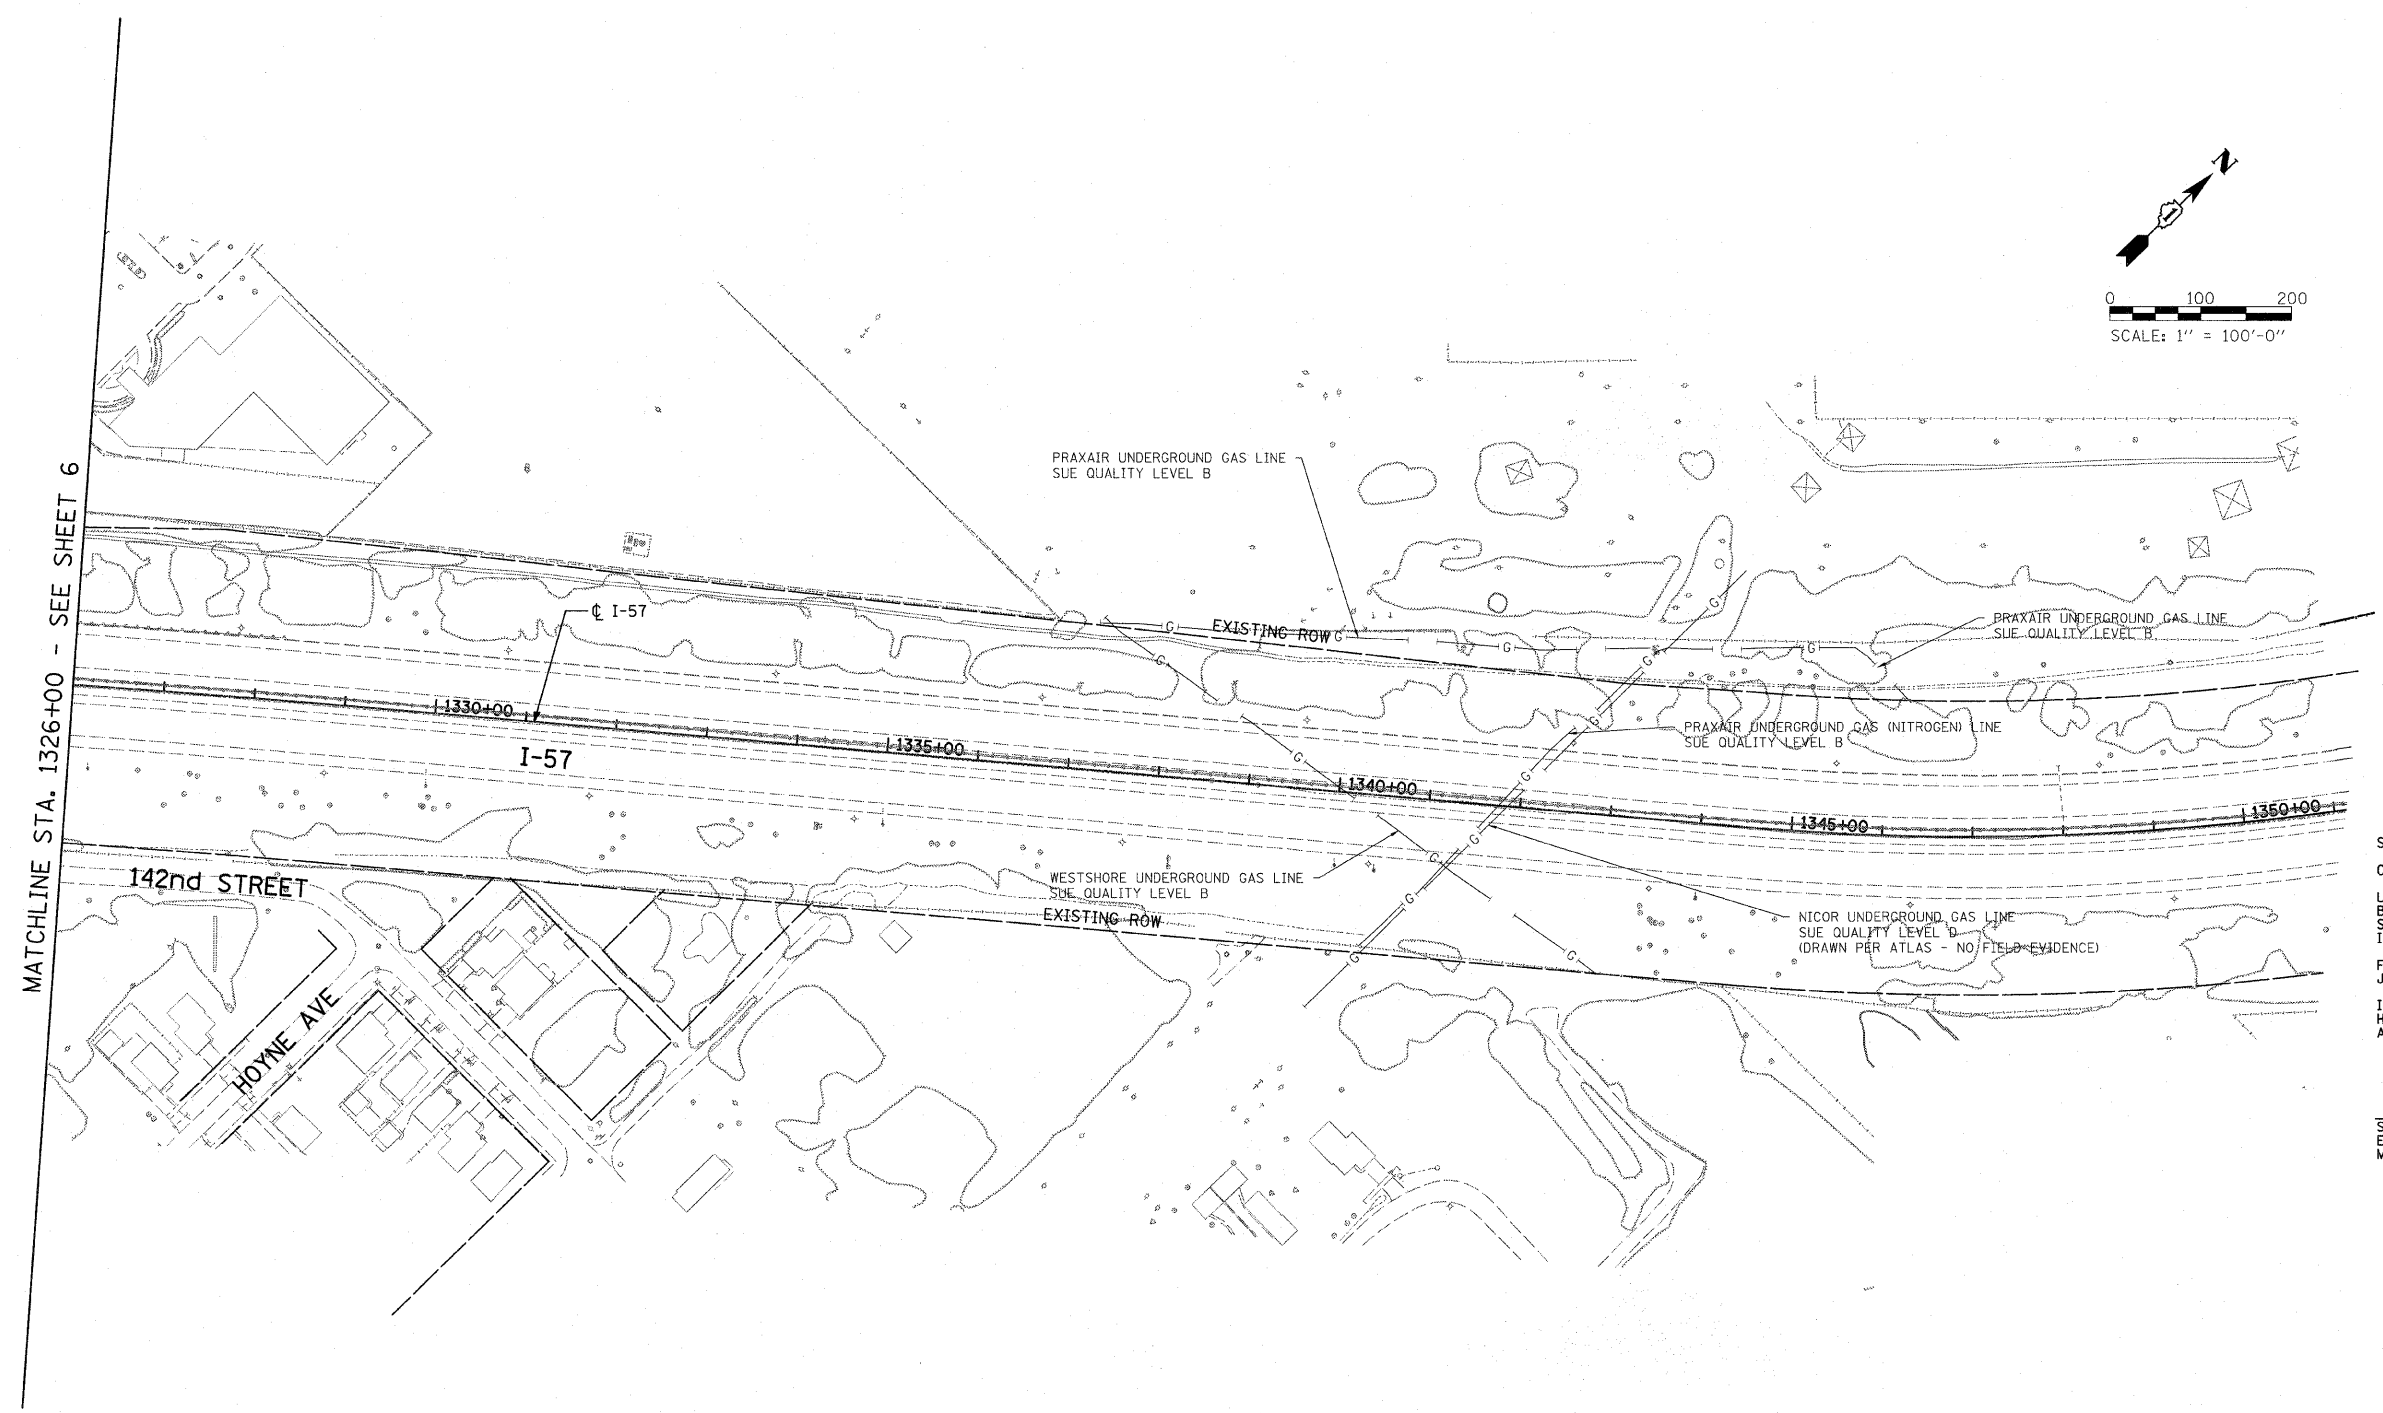 N
0 100 200
SCALE: 1" = 100'-0"
MATCHLINE STA. 1326+00 - SEE SHEET 6
PRAXAIR UNDERGROUND GAS LINE
SUE QUALITY LEVEL B
℄ I-57
G
EXISTING ROW
G
G
G
G
G
G
PRAXAIR UNDERGROUND GAS LINE
SUE QUALITY LEVEL B
1330+00
1335+00
1340+00
1345+00
1350+00
I-57
G
G
G
PRAXAIR UNDERGROUND GAS (NITROGEN) LINE
SUE QUALITY LEVEL B
G
G
G
G
G
WESTSHORE UNDERGROUND GAS LINE
SUE QUALITY LEVEL B
EXISTING ROW
NICOR UNDERGROUND GAS LINE
SUE QUALITY LEVEL D
(DRAWN PER ATLAS - NO FIELD EVIDENCE)
142nd STREET
HOYNE AVE